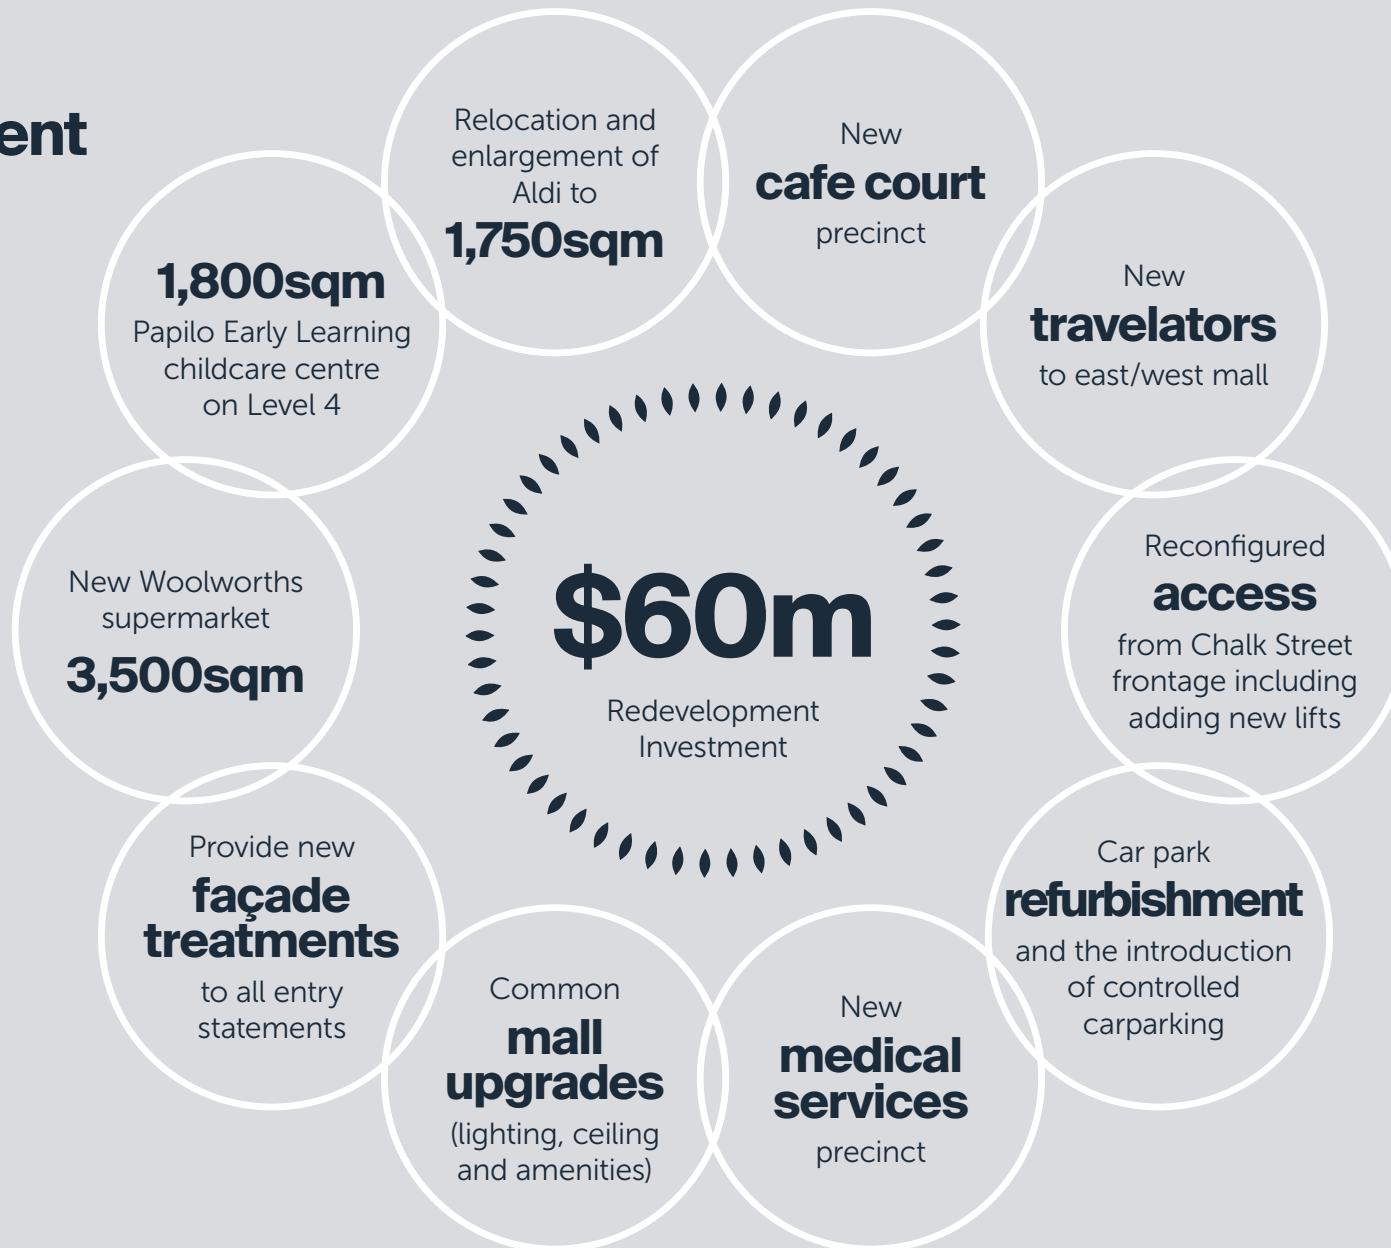 ent
Relocation and
enlargement of
Aldi to
1,750sqm
New
cafe court
precinct
1,800sqm
Papilo Early Learning
childcare centre
on Level 4
New
travelators
to east/west mall
New Woolworths
supermarket
3,500sqm
$60m
Redevelopment
Investment
Reconfigured
access
from Chalk Street
frontage including
adding new lifts
Provide new
façade
treatments
to all entry
statements
Common
mall
upgrades
(lighting, ceiling
and amenities)
New
medical
services
precinct
Car park
refurbishment
and the introduction
of controlled
carparking